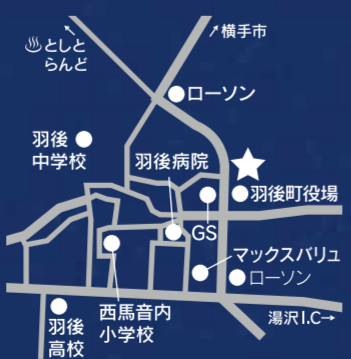 ↗横手市
♨としと
らんど
ローソン
羽後
中学校
羽後病院
羽後町役場
GS
マックスバリュ
ローソン
西馬音内
小学校
羽後
高校
湯沢I.C→